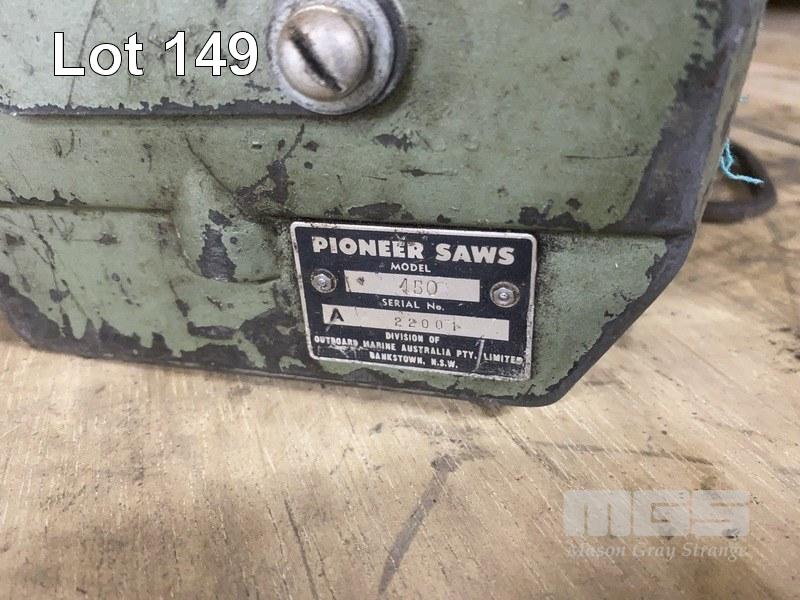 Lot 149
PIONEER SAWS
MODEL
450
SERIAL No.
A 22001
DIVISION OF
OUTBOARD MARINE AUSTRALIA PTY. LIMITED
BANKSTOWN, N.S.W.
MGS
Mason Gray Strange